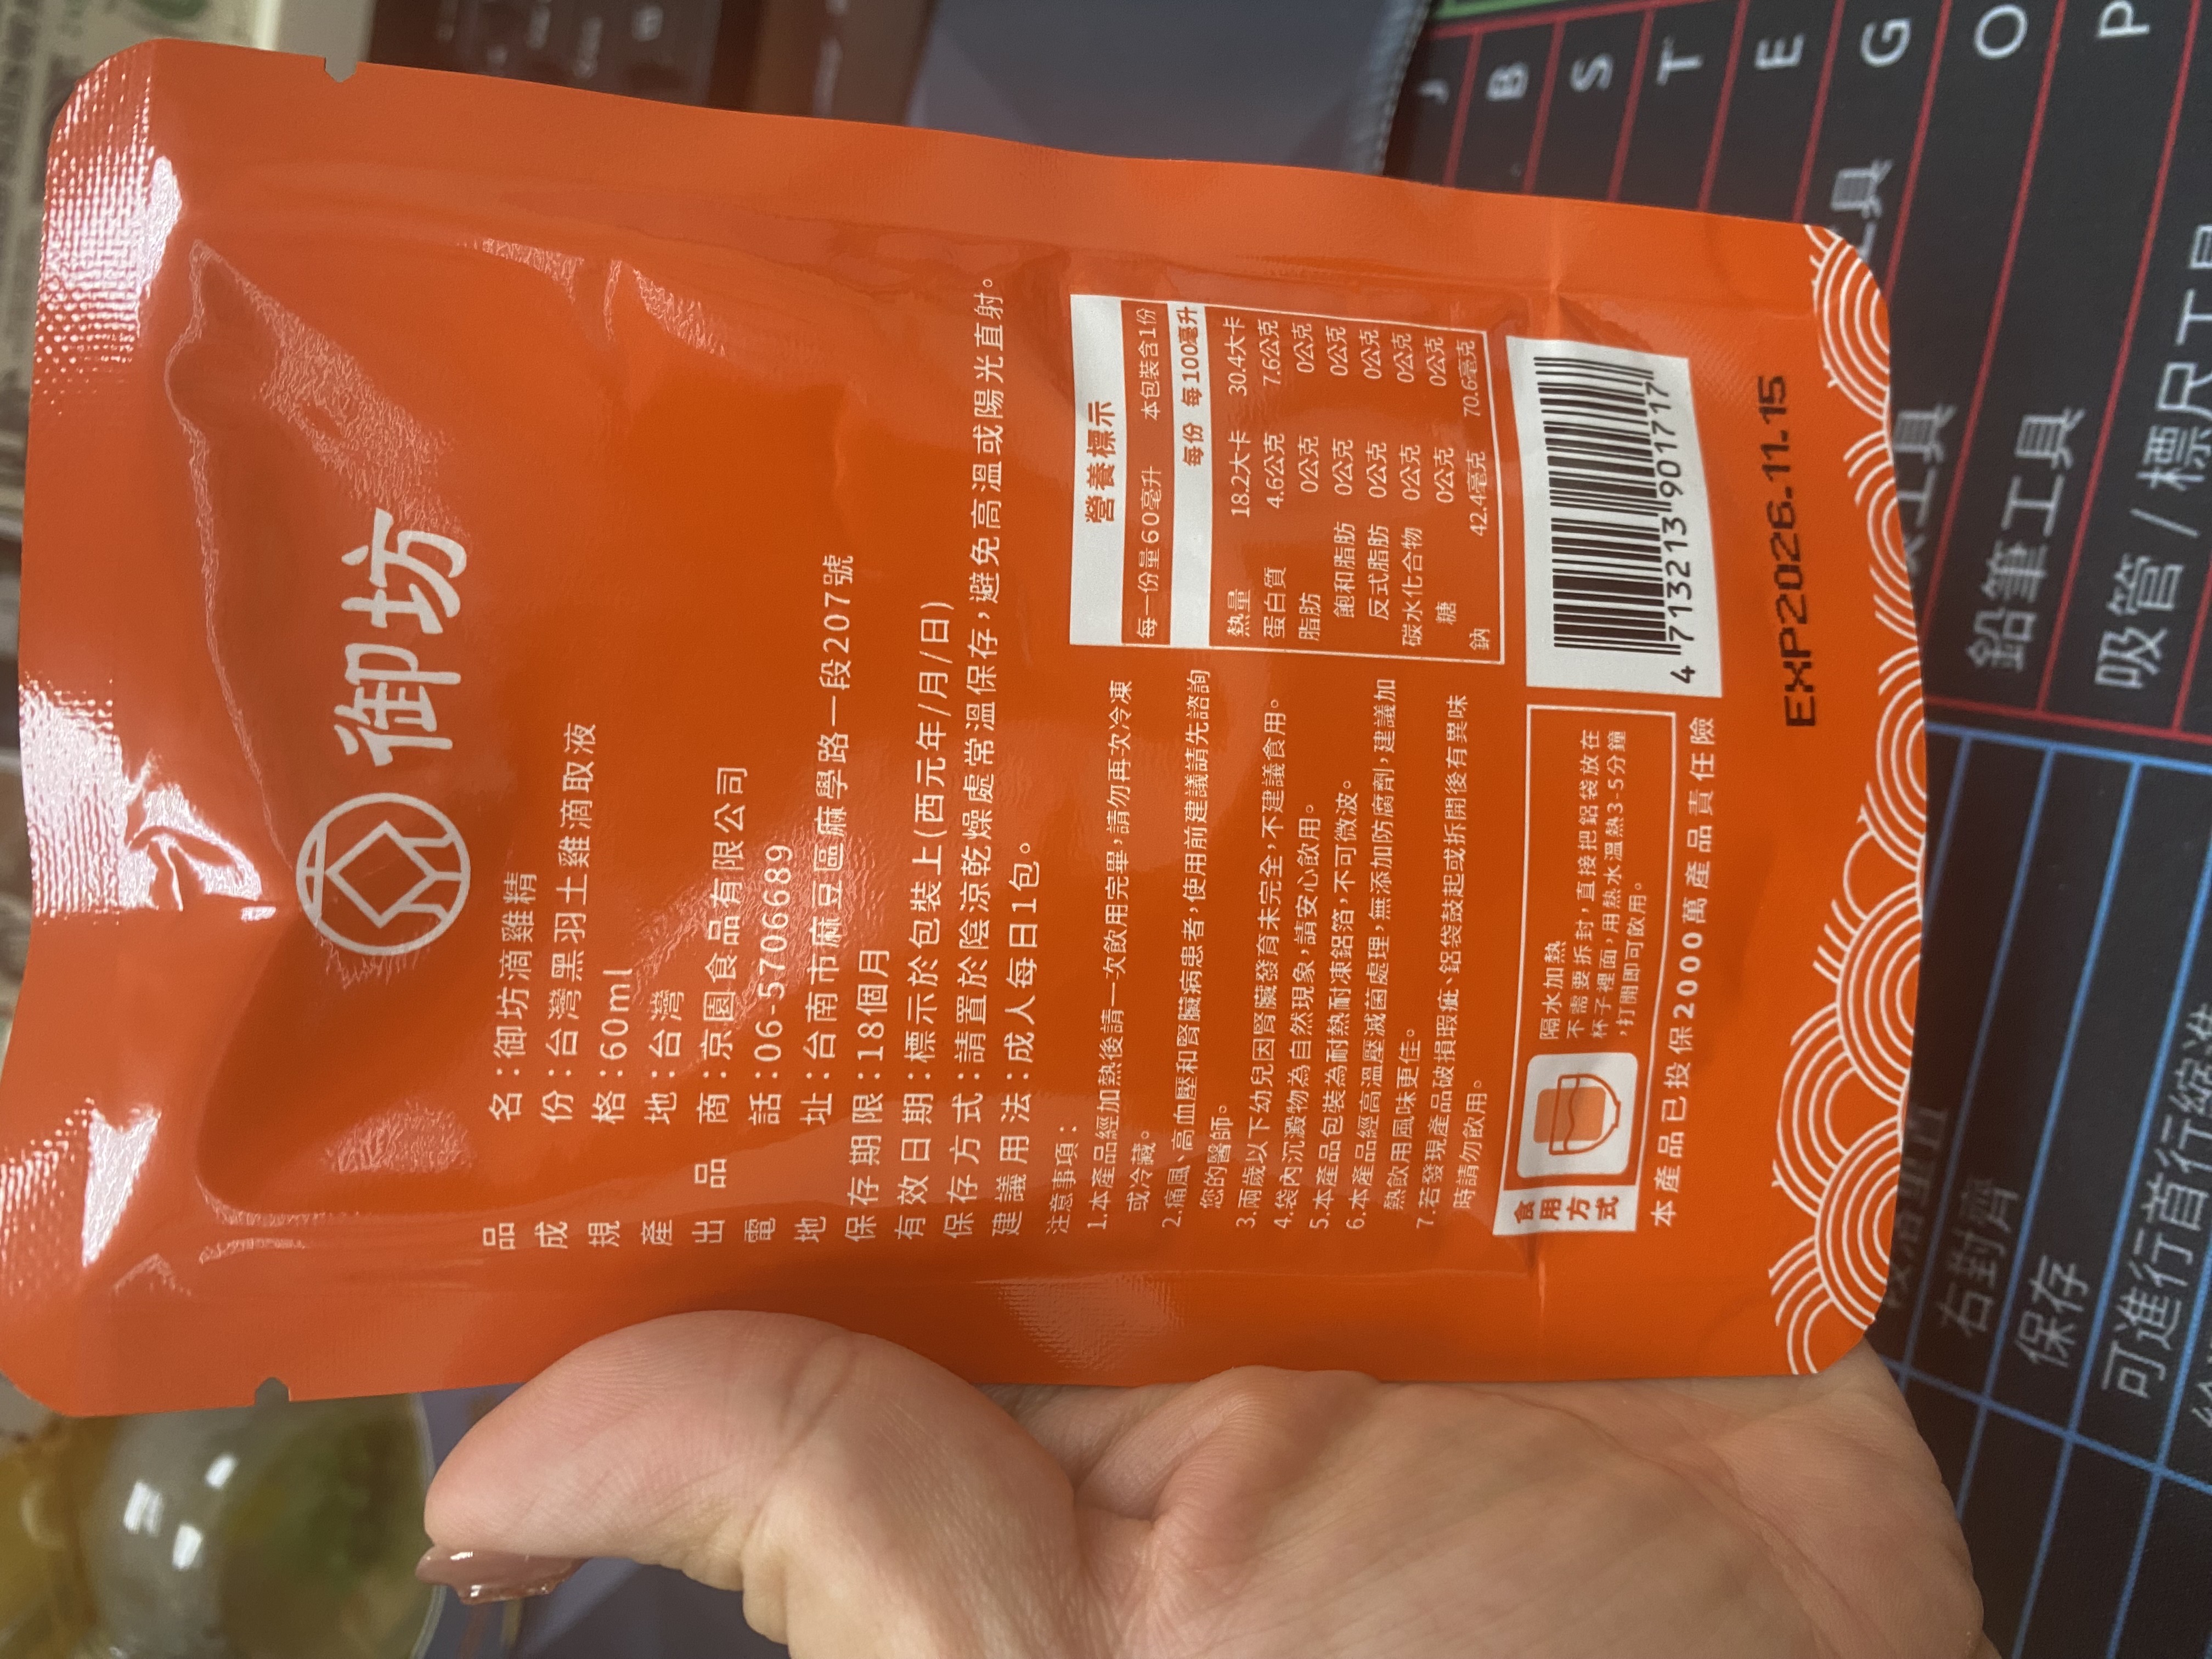 御坊
品名：御坊滴雞精
成份：台灣黑羽土雞滴取液
規格：60ml
產地：台灣
出品商：京園食品有限公司
電話：06-5706689
地址：台南市麻豆區麻學路一段207號
保存期限：18個月
有效日期：標示於包裝上(西元年/月/日)
保存方式：請置於陰涼乾燥處常溫保存，避免高溫或陽光直射。
建議用法：成人每日1包。
注意事項：
1.本產品經加熱後請一次飲用完畢，請勿再次冷凍
或冷藏。
2.痛風、高血壓和腎臟病患者，使用前建議請先諮詢
您的醫師。
3.兩歲以下幼兒因腎臟發育未完全，不建議食用。
4.袋內沉澱物為自然現象，請安心飲用。
5.本產品包裝為耐熱耐凍鋁箔，不可微波。
6.本產品經高溫壓滅菌處理，無添加防腐劑，建議加
熱飲用風味更佳。
7.若發現產品破損瑕疵、鋁袋鼓起或拆開後有異味
時請勿飲用。
營養標示
每一份量60毫升 本包裝含1份
每份 每100毫升
熱量 18.2大卡 30.4大卡
蛋白質 4.6公克 7.6公克
脂肪 0公克 0公克
飽和脂肪 0公克 0公克
反式脂肪 0公克 0公克
碳水化合物 0公克 0公克
糖 0公克 0公克
鈉 42.4毫克 70.6毫克
食用方式
隔水加熱
不需要拆封，直接把鋁袋放在
杯子裡面，用熱水溫熱3-5分鐘
，打開即可飲用。
4 713213 901717
本產品已投保2000萬產品責任險
EXP2026.11.15
J
B
S
T
E
G
O
P
工具
鉛筆工具
吸管 / 標尺工具
右對齊
保存
可進行首行縮進